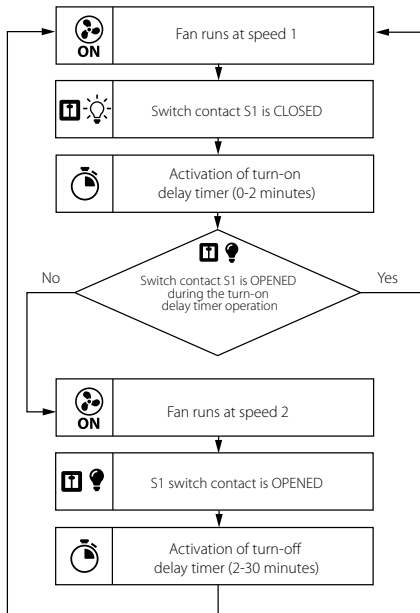 ON
Fan runs at speed 1
Switch contact S1 is CLOSED
Activation of turn-on
delay timer (0-2 minutes)
No
Yes
Switch contact S1 is OPENED
during the turn-on
delay timer operation
ON
Fan runs at speed 2
S1 switch contact is OPENED
Activation of turn-off
delay timer (2-30 minutes)